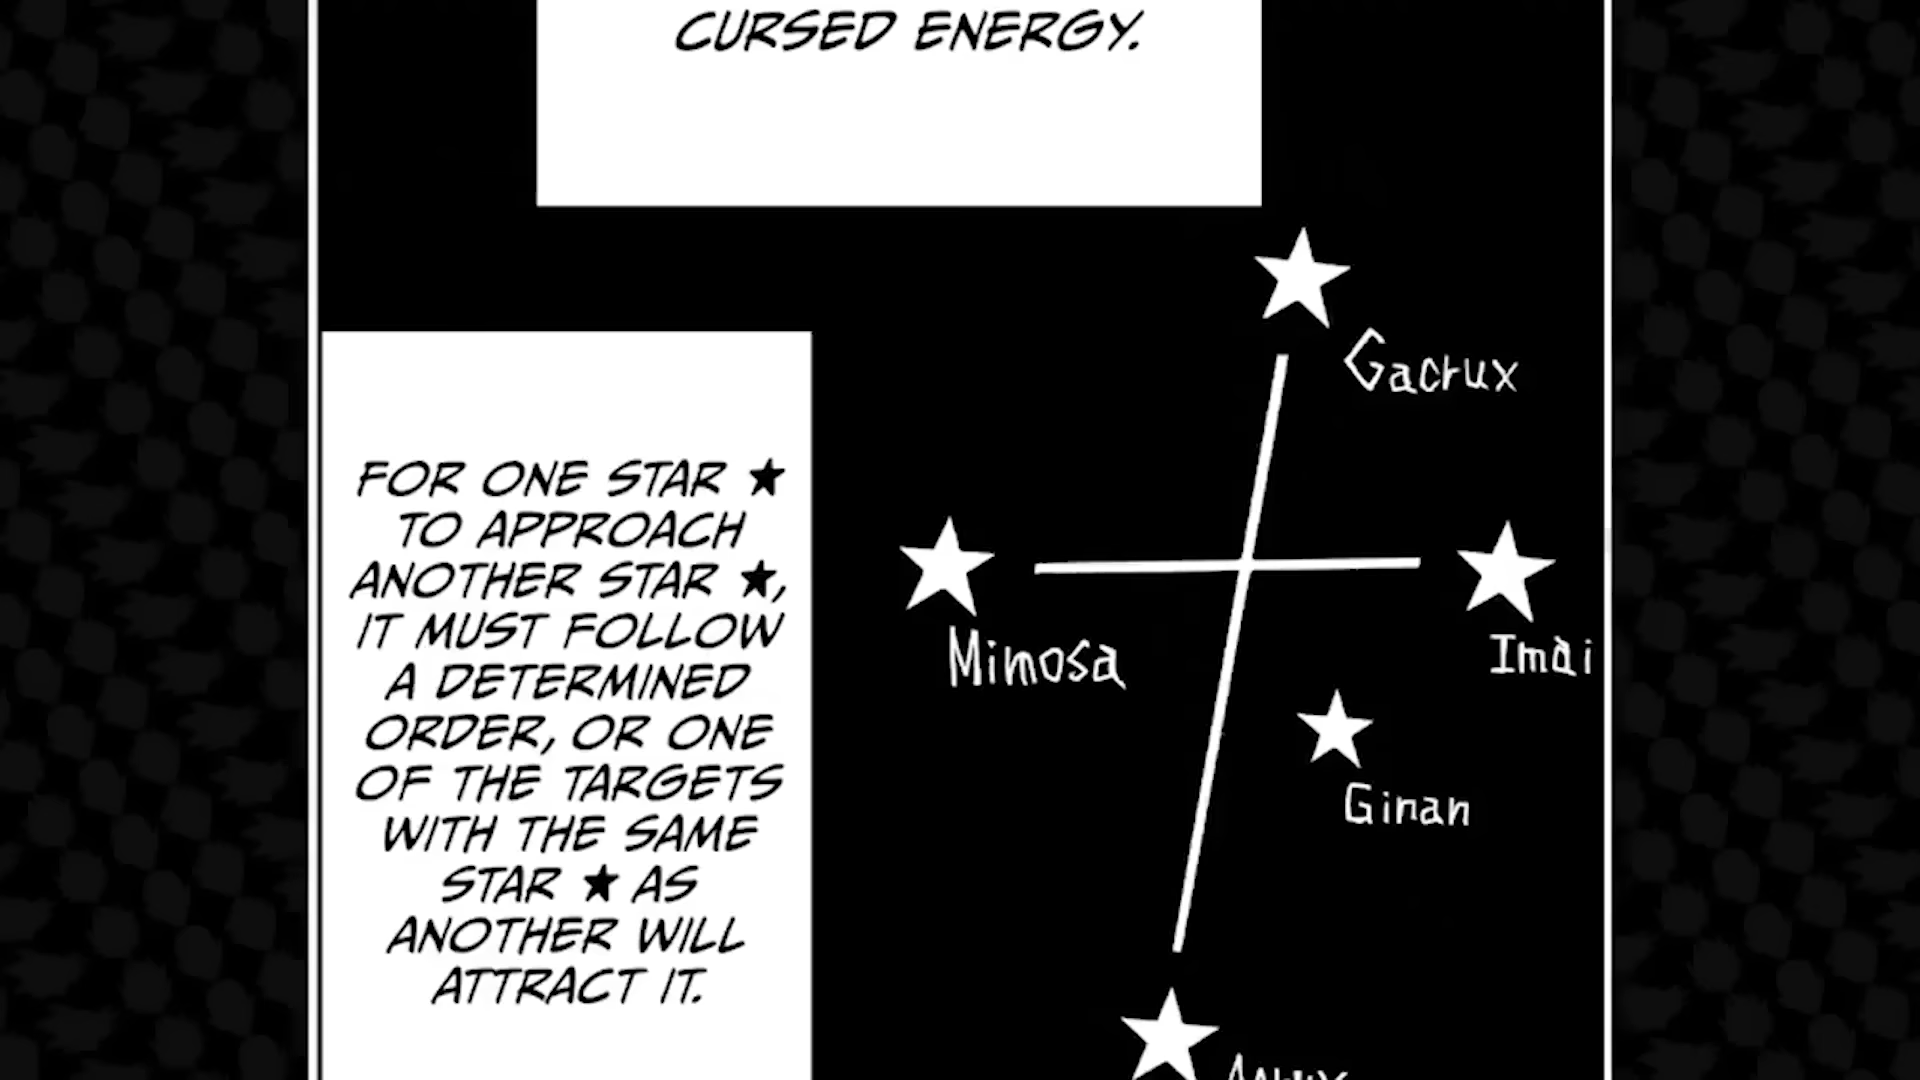 CURSED ENERGY.
Gacrux
FOR ONE STAR ★
TO APPROACH
ANOTHER STAR ★,
IT MUST FOLLOW
A DETERMINED
ORDER, OR ONE
OF THE TARGETS
WITH THE SAME
STAR ★ AS
ANOTHER WILL
ATTRACT IT.
Mimosa
Imai
Ginan